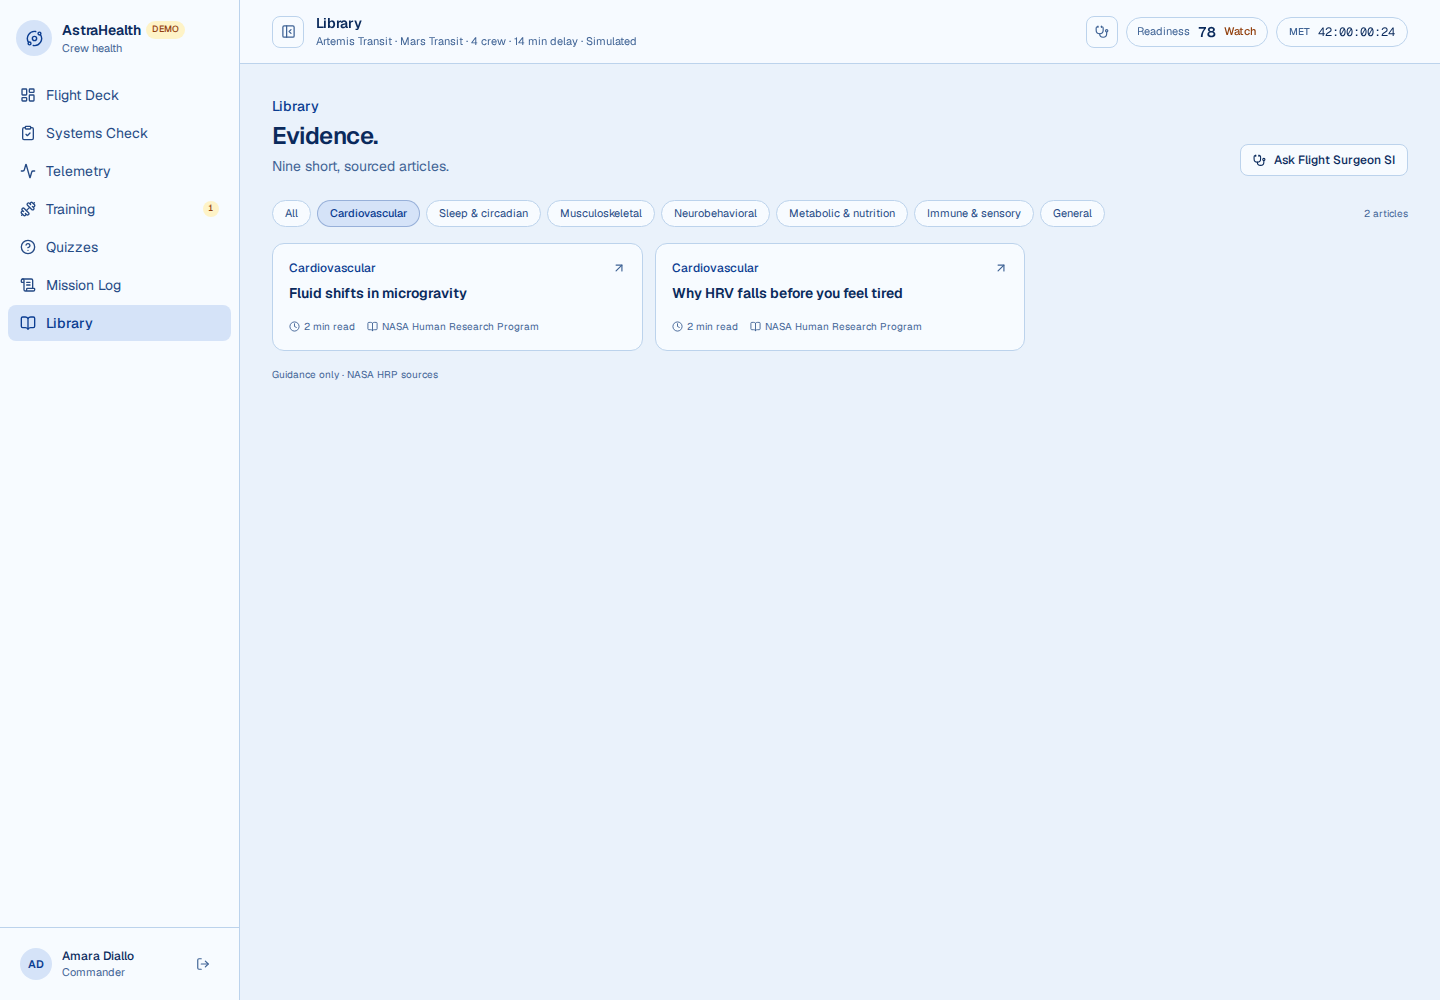 AstraHealth DEMO
Crew health
Flight Deck
Systems Check
Telemetry
Training 1
Quizzes
Mission Log
Library
AD
Amara Diallo
Commander
Library
Artemis Transit · Mars Transit · 4 crew · 14 min delay · Simulated
Readiness 78 Watch
MET 42:00:00:24
Library
Evidence.
Nine short, sourced articles.
Ask Flight Surgeon SI
All Cardiovascular Sleep & circadian Musculoskeletal Neurobehavioral Metabolic & nutrition Immune & sensory General
2 articles
Cardiovascular
Fluid shifts in microgravity
2 min read NASA Human Research Program
Cardiovascular
Why HRV falls before you feel tired
2 min read NASA Human Research Program
Guidance only · NASA HRP sources